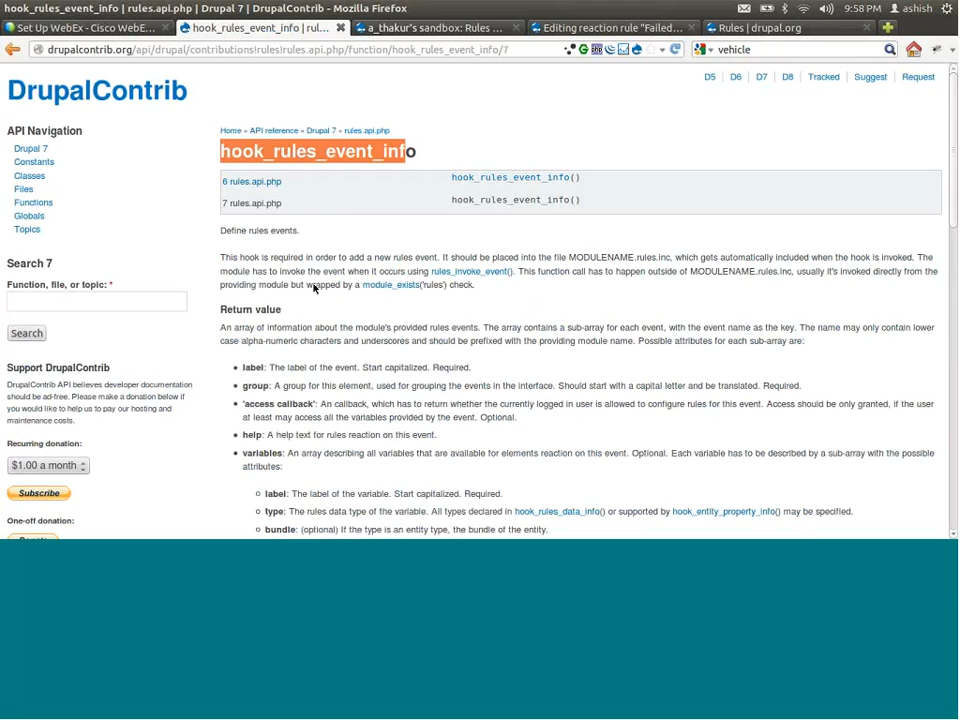 hook_rules_event_info | rules.api.php | Drupal 7 | DrupalContrib - Mozilla Firefox
9:58 PM ashish
Set Up WebEx - Cisco WebE...
hook_rules_event_info | rul...
a_thakur's sandbox: Rules ...
Editing reaction rule "Failed...
Rules | drupal.org
drupalcontrib.org/api/drupal/contributions!rules!rules.api.php/function/hook_rules_event_info/7
vehicle
DrupalContrib
D5 D6 D7 D8 Tracked Suggest Request
API Navigation
Drupal 7
Constants
Classes
Files
Functions
Globals
Topics
Search 7
Function, file, or topic: *
Search
Support DrupalContrib
DrupalContrib API believes developer documentation
should be ad-free. Please make a donation below if
you would like to help us to pay our hosting and
maintenance costs.
Recurring donation:
$1.00 a month
Subscribe
One-off donation:
Home » API reference » Drupal 7 » rules.api.php
hook_rules_event_info
6 rules.api.php hook_rules_event_info()
7 rules.api.php hook_rules_event_info()
Define rules events.
This hook is required in order to add a new rules event. It should be placed into the file MODULENAME.rules.inc, which gets automatically included when the hook is invoked. The
module has to invoke the event when it occurs using rules_invoke_event(). This function call has to happen outside of MODULENAME.rules.inc, usually it's invoked directly from the
providing module but wrapped by a module_exists('rules') check.
Return value
An array of information about the module's provided rules events. The array contains a sub-array for each event, with the event name as the key. The name may only contain lower
case alpha-numeric characters and underscores and should be prefixed with the providing module name. Possible attributes for each sub-array are:
label: The label of the event. Start capitalized. Required.
group: A group for this element, used for grouping the events in the interface. Should start with a capital letter and be translated. Required.
'access callback': An callback, which has to return whether the currently logged in user is allowed to configure rules for this event. Access should be only granted, if the user
at least may access all the variables provided by the event. Optional.
help: A help text for rules reaction on this event.
variables: An array describing all variables that are available for elements reaction on this event. Optional. Each variable has to be described by a sub-array with the possible
attributes:
label: The label of the variable. Start capitalized. Required.
type: The rules data type of the variable. All types declared in hook_rules_data_info() or supported by hook_entity_property_info() may be specified.
bundle: (optional) If the type is an entity type, the bundle of the entity.